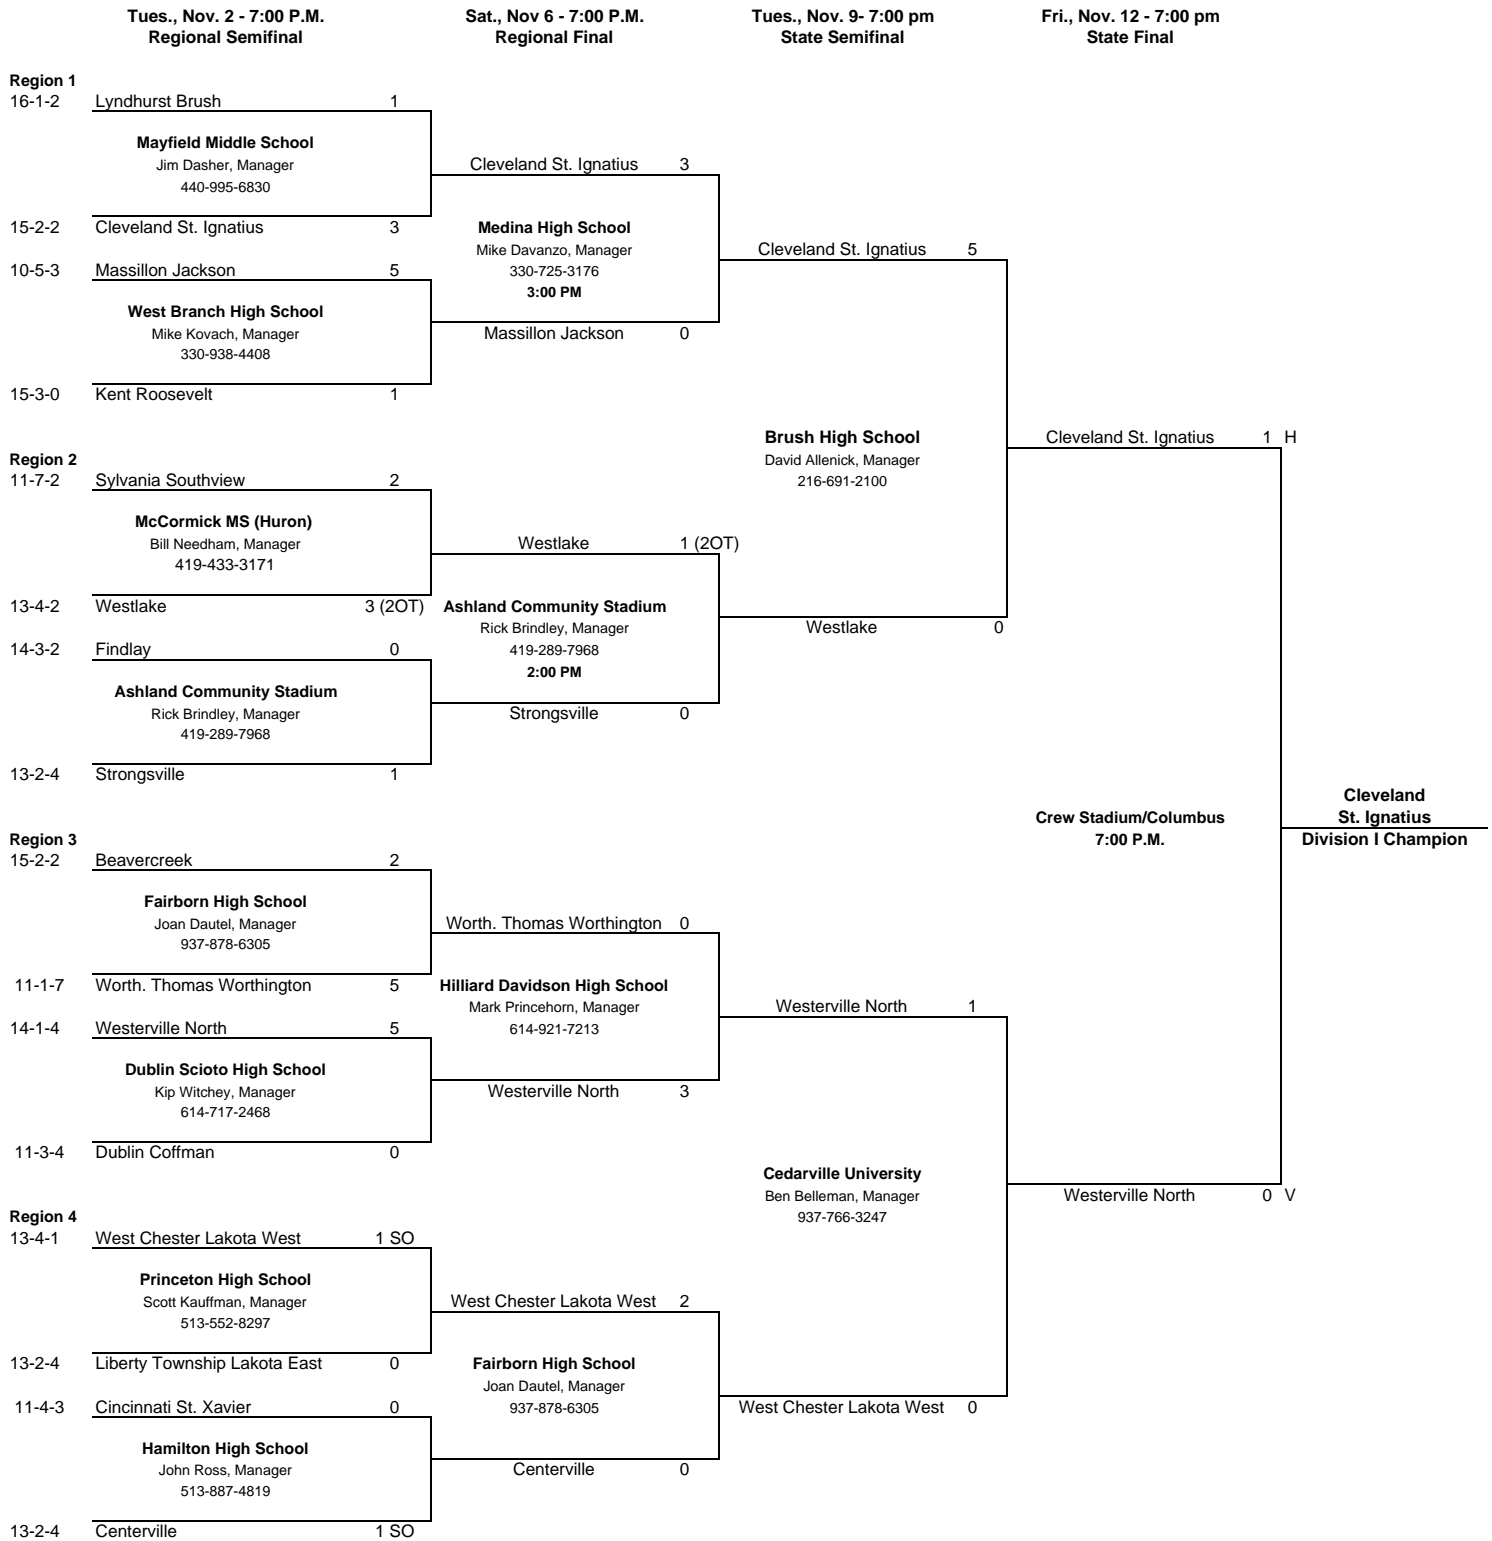 Tues., Nov. 2 - 7:00 P.M.
Regional Semifinal
Sat., Nov 6 - 7:00 P.M.
Regional Final
Tues., Nov. 9- 7:00 pm
State Semifinal
Fri., Nov. 12 - 7:00 pm
State Final
Region 1
16-1-2 Lyndhurst Brush 1
Mayfield Middle School
Jim Dasher, Manager
440-995-6830
15-2-2 Cleveland St. Ignatius 3
10-5-3 Massillon Jackson 5
West Branch High School
Mike Kovach, Manager
330-938-4408
15-3-0 Kent Roosevelt 1
Region 2
11-7-2 Sylvania Southview 2
McCormick MS (Huron)
Bill Needham, Manager
419-433-3171
13-4-2 Westlake 3 (2OT)
14-3-2 Findlay 0
Ashland Community Stadium
Rick Brindley, Manager
419-289-7968
13-2-4 Strongsville 1
Region 3
15-2-2 Beavercreek 2
Fairborn High School
Joan Dautel, Manager
937-878-6305
11-1-7 Worth. Thomas Worthington 5
14-1-4 Westerville North 5
Dublin Scioto High School
Kip Witchey, Manager
614-717-2468
11-3-4 Dublin Coffman 0
Region 4
13-4-1 West Chester Lakota West 1 SO
Princeton High School
Scott Kauffman, Manager
513-552-8297
13-2-4 Liberty Township Lakota East 0
11-4-3 Cincinnati St. Xavier 0
Hamilton High School
John Ross, Manager
513-887-4819
13-2-4 Centerville 1 SO
Cleveland St. Ignatius 3
Medina High School
Mike Davanzo, Manager
330-725-3176
3:00 PM
Massillon Jackson 0
Westlake 1 (2OT)
Ashland Community Stadium
Rick Brindley, Manager
419-289-7968
2:00 PM
Strongsville 0
Worth. Thomas Worthington 0
Hilliard Davidson High School
Mark Princehorn, Manager
614-921-7213
Westerville North 3
West Chester Lakota West 2
Fairborn High School
Joan Dautel, Manager
937-878-6305
Centerville 0
Cleveland St. Ignatius 5
Brush High School
David Allenick, Manager
216-691-2100
Westlake 0
Westerville North 1
Cedarville University
Ben Belleman, Manager
937-766-3247
West Chester Lakota West 0
Cleveland St. Ignatius 1 H
Crew Stadium/Columbus
7:00 P.M.
Westerville North 0 V
Cleveland
St. Ignatius
Division I Champion